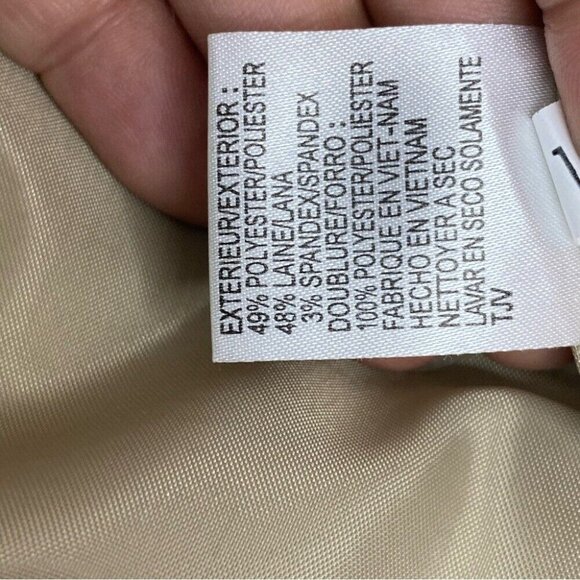 EXTERIEUR/EXTERIOR :
49% POLYESTER/POLIESTER
48% LAINE/LANA
3% SPANDEX/SPANDEX
DOUBLURE/FORRO :
100% POLYESTER/POLIESTER
FABRIQUE EN VIET-NAM
HECHO EN VIETNAM
NETTOYER A SEC
LAVAR EN SECO SOLAMENTE
TJV